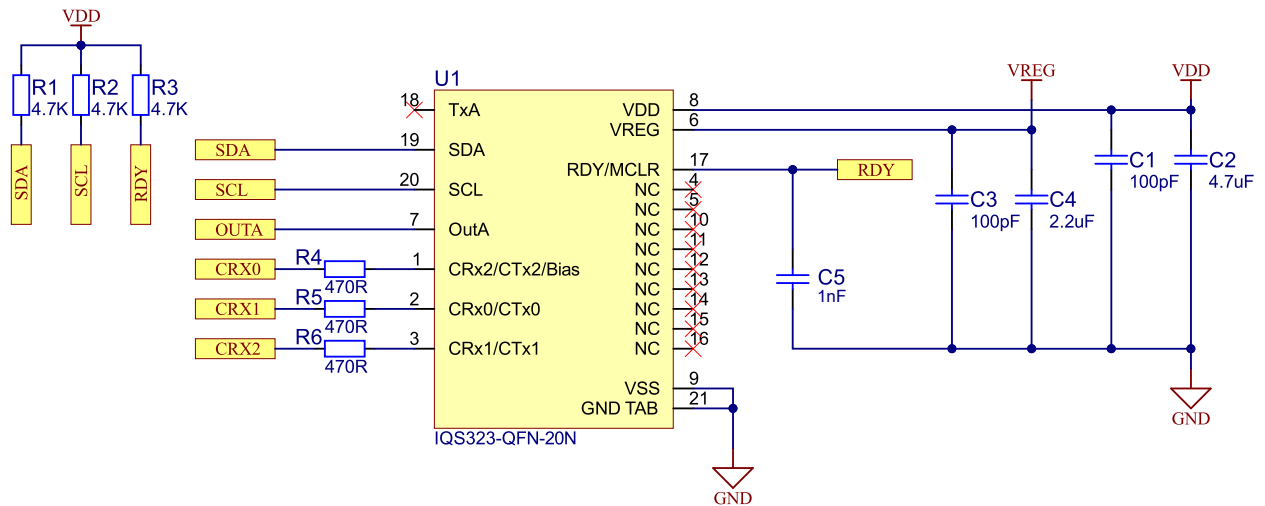 VDD
R1
4.7K
R2
4.7K
R3
4.7K
SDA
SCL
RDY
U1
18
TxA
19
SDA
SDA
20
SCL
SCL
7
OutA
OUTA
1
CRx2/CTx2/Bias
CRX0
R4
470R
2
CRx0/CTx0
CRX1
R5
470R
3
CRx1/CTx1
CRX2
R6
470R
VDD
8
VREG
6
RDY/MCLR
17
RDY
NC
4
NC
5
NC
10
NC
11
NC
12
NC
13
NC
14
NC
15
NC
16
VSS
9
GND TAB
21
IQS323-QFN-20N
GND
C5
1nF
VREG
C3
100pF
C4
2.2uF
VDD
C1
100pF
C2
4.7uF
GND